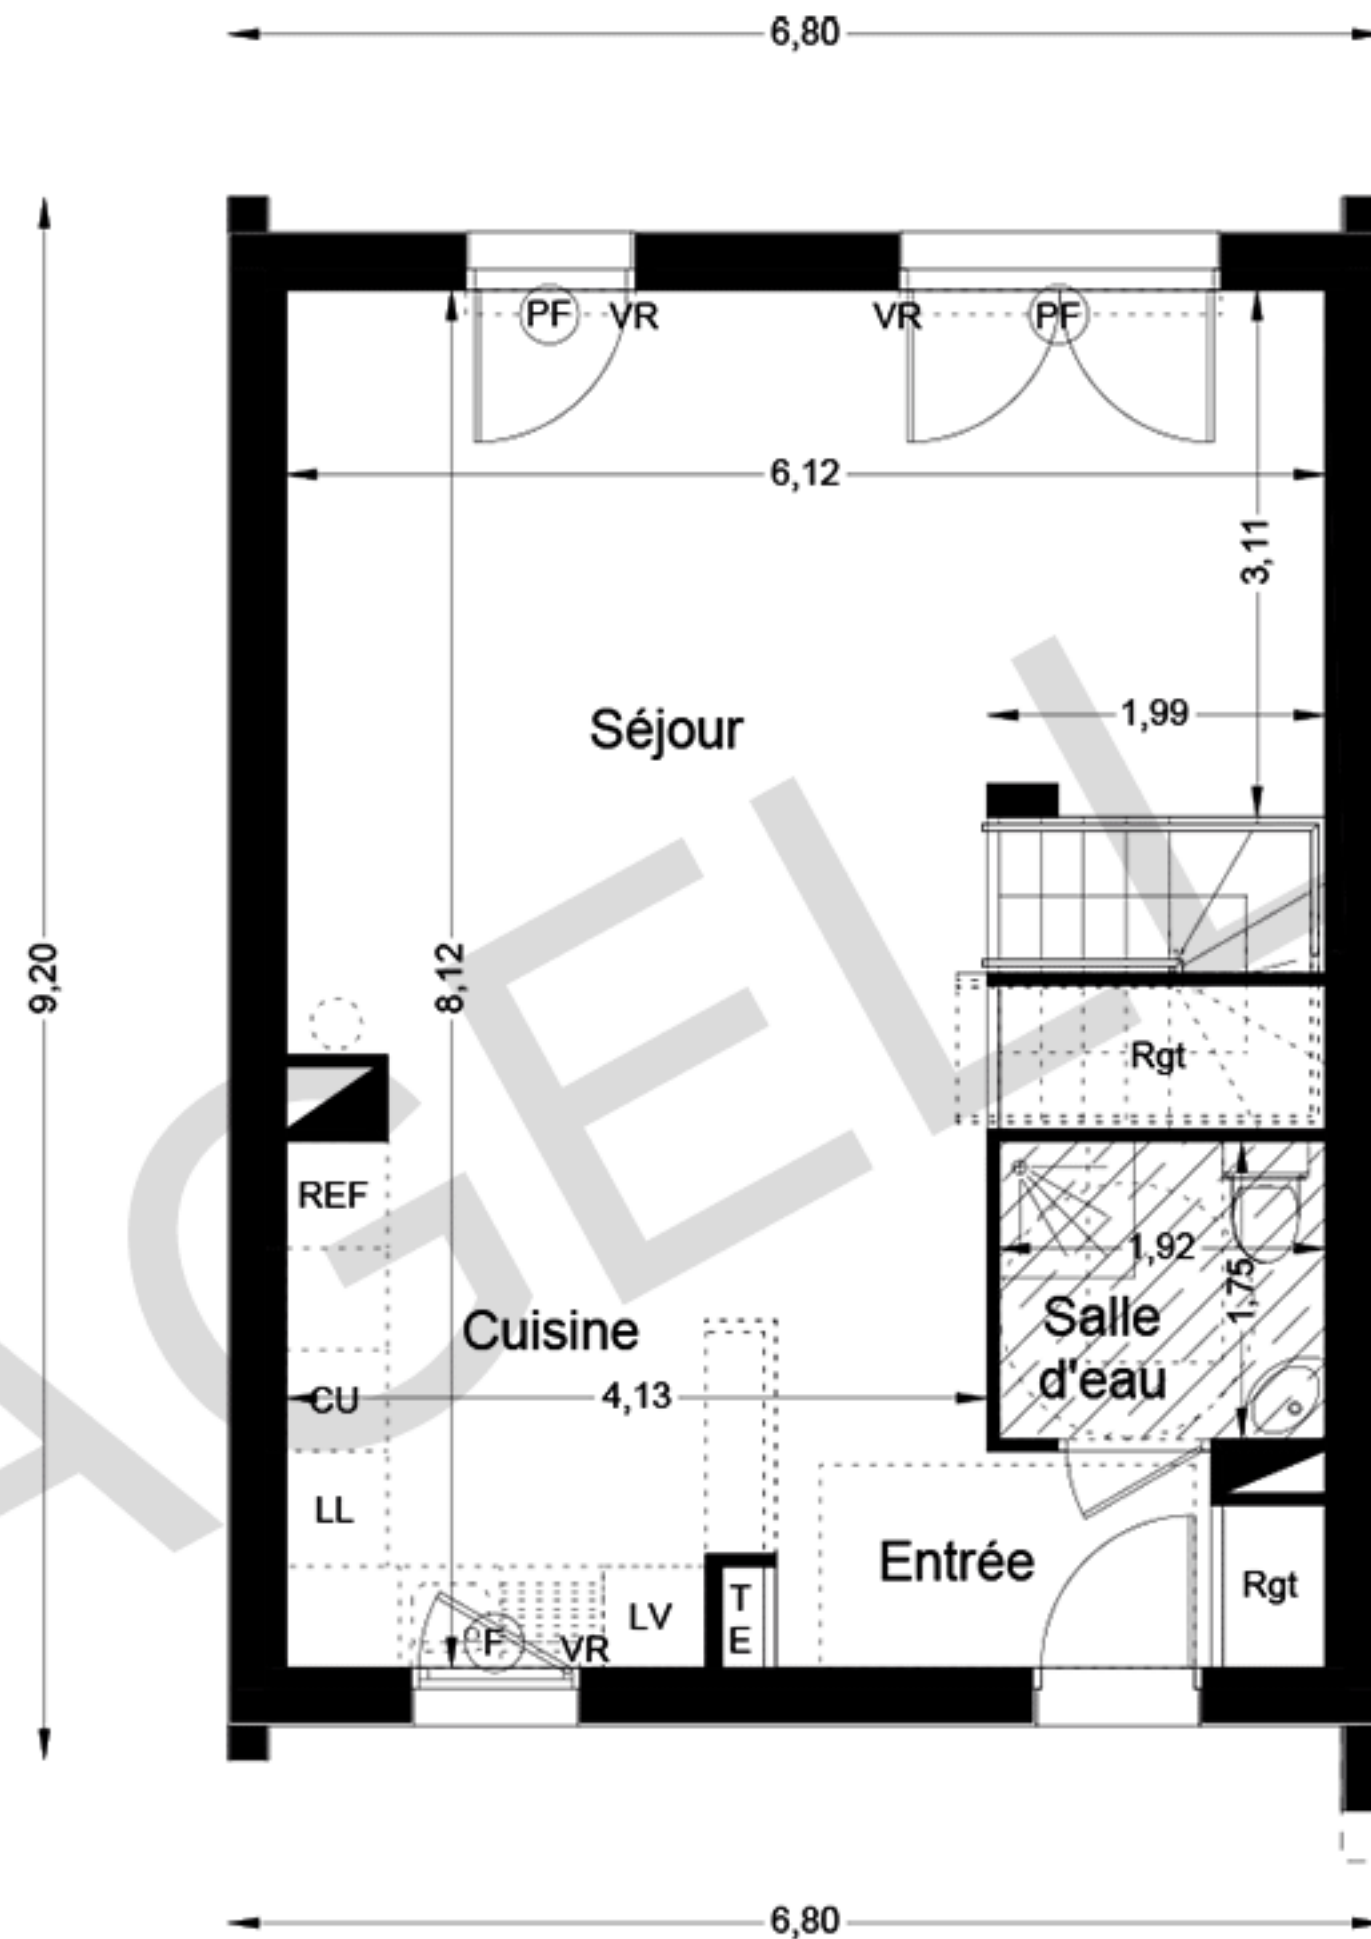 6,80
PF
VR
VR
PF
6,12
3,11
1,99
Séjour
9,20
8,12
Rgt
REF
1,92
1,75
Salle
d'eau
Cuisine
CU
4,13
LL
Entrée
Rgt
T
E
LV
F
VR
6,80
AGELL